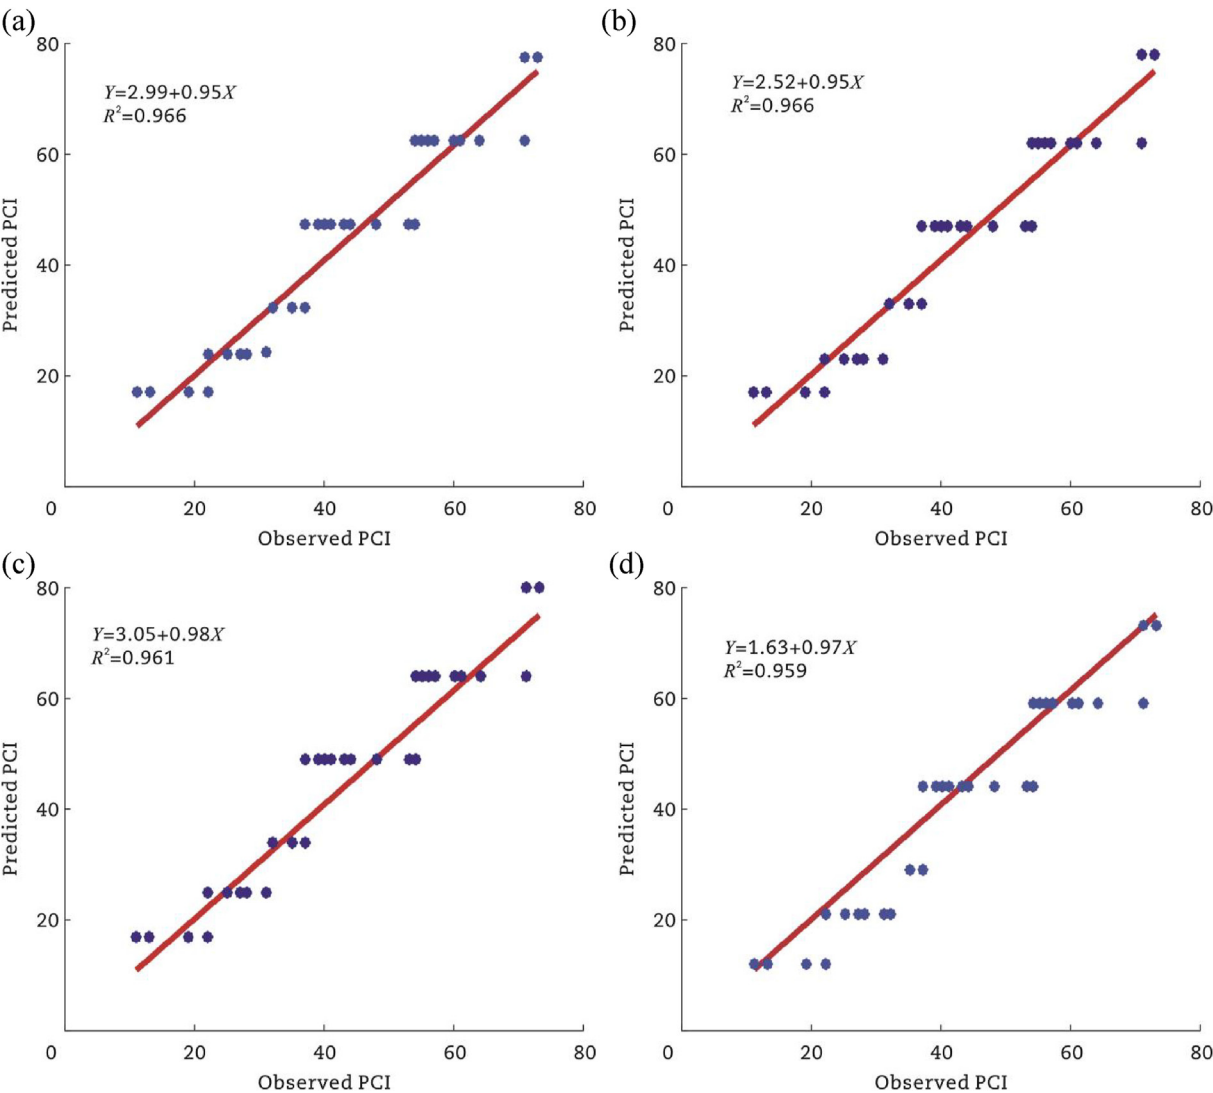 (a)
80
60
40
20
0
20
40
60
80
Predicted PCI
Observed PCI
Y=2.99+0.95X
R²=0.966
(b)
80
60
40
20
0
20
40
60
80
Predicted PCI
Observed PCI
Y=2.52+0.95X
R²=0.966
(c)
80
60
40
20
0
20
40
60
80
Predicted PCI
Observed PCI
Y=3.05+0.98X
R²=0.961
(d)
80
60
40
20
0
20
40
60
80
Predicted PCI
Observed PCI
Y=1.63+0.97X
R²=0.959